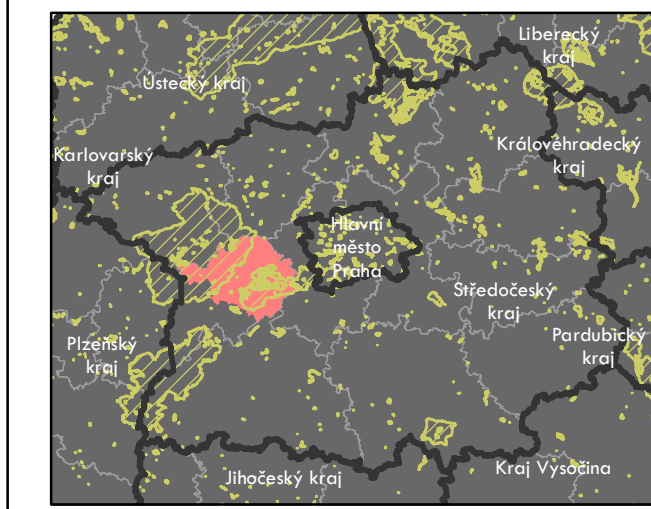 Liberecký
kraj
Ústecký kraj
Karlovarský
kraj
Královéhradecký
kraj
Hlavní
město
Praha
Středočeský
kraj
Plzeňský
kraj
Pardubický
kraj
Jihočeský kraj
Kraj Vysočina